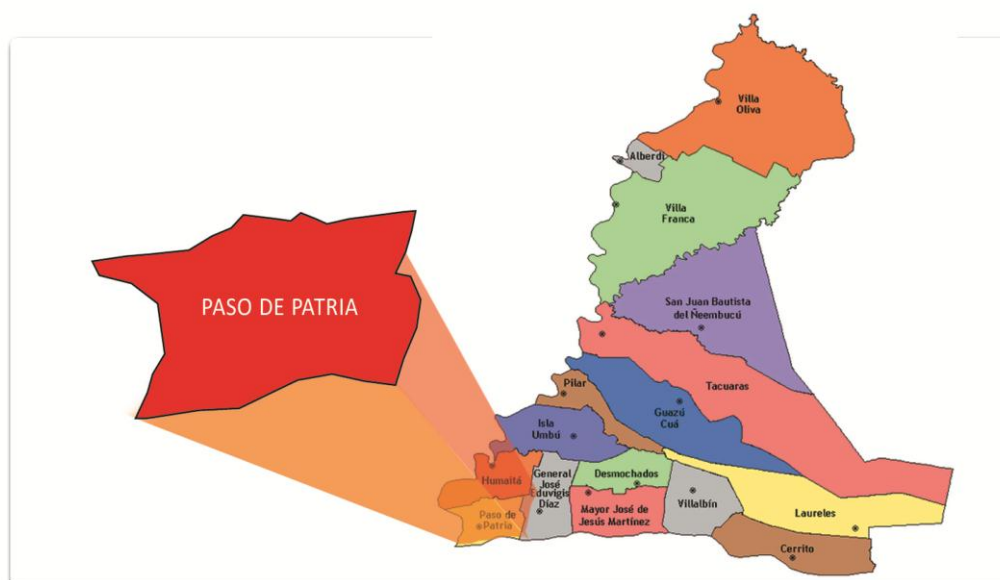 Villa
Oliva
Alberdi
Villa
Franca
San Juan Bautista
del Ñeembucú
PASO DE PATRIA
Tacuaras
Pilar
Guazú
Cuá
Isla
Umbú
Humaitá
General
José
Eduvigis
Díaz
Desmochados
Villalbín
Mayor José de
Jesús Martínez
Paso de
Patria
Laureles
Cerrito